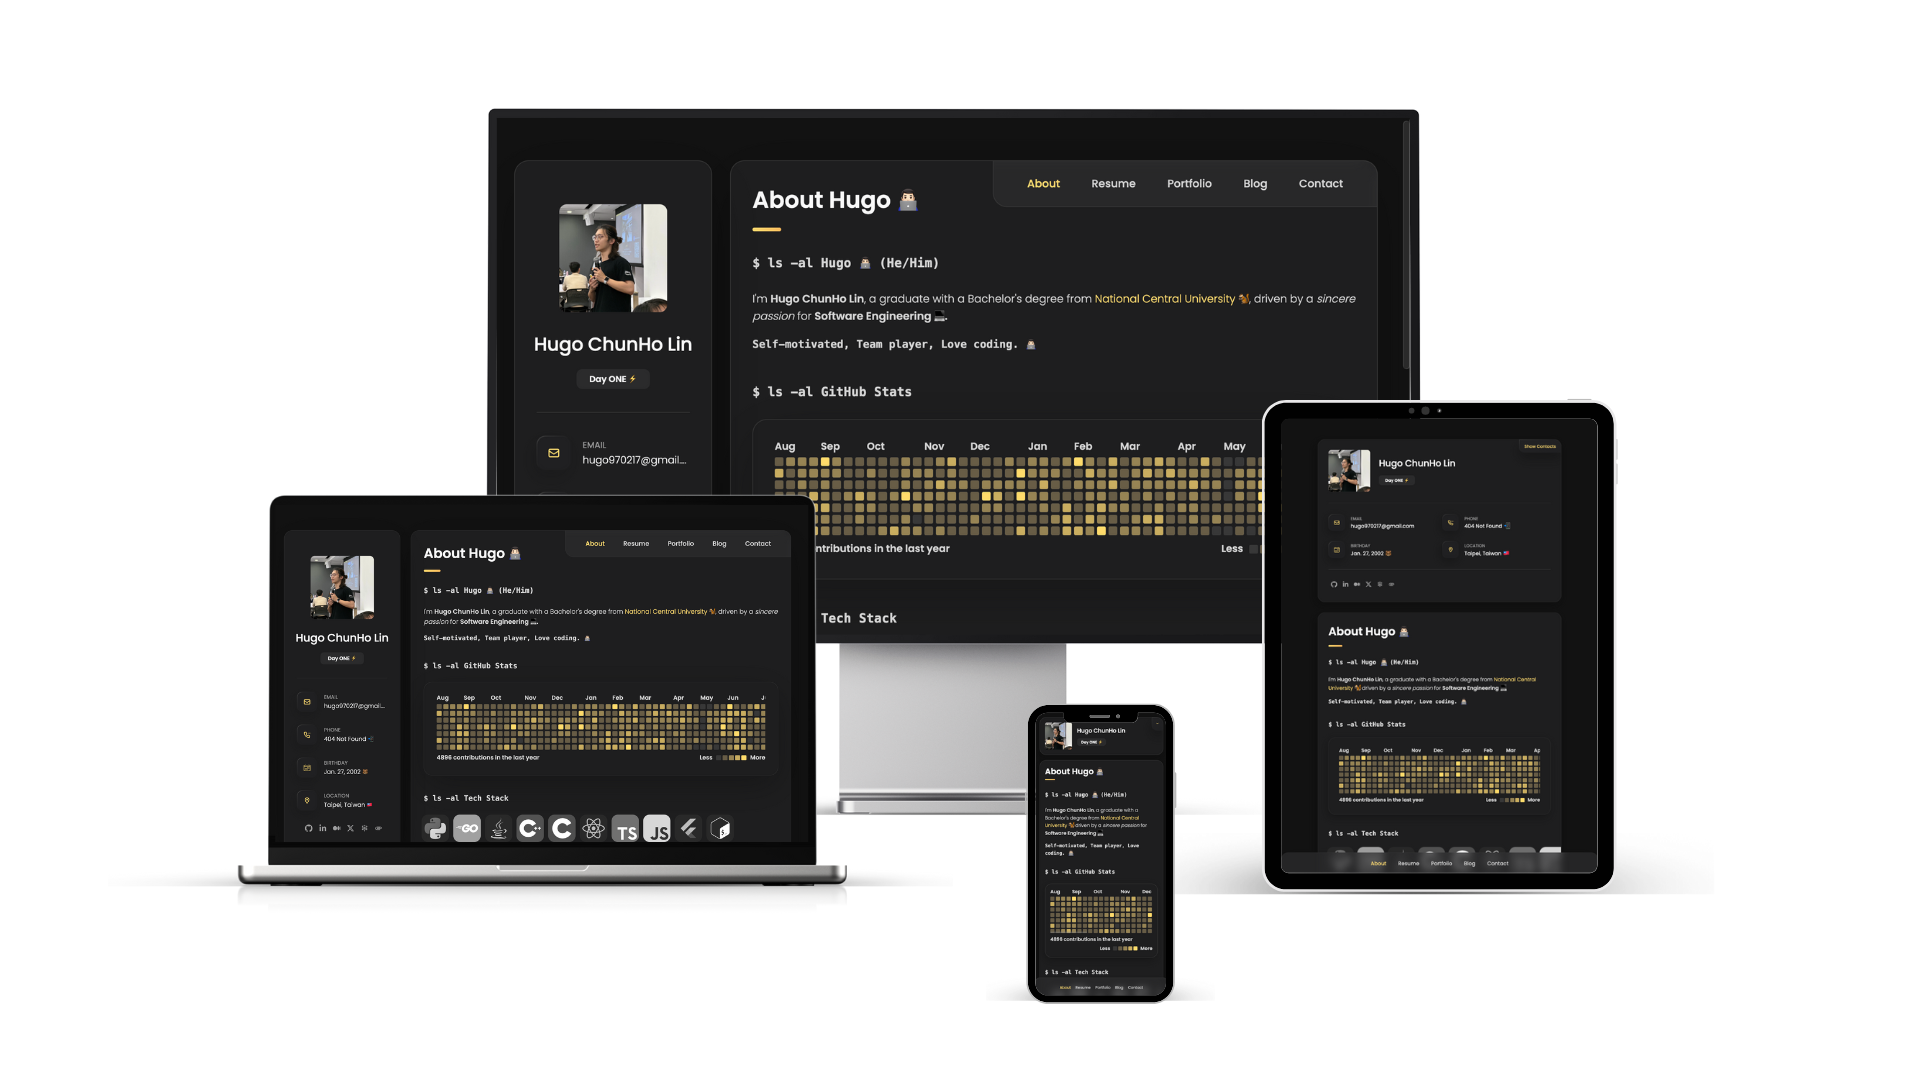 About Resume Portfolio Blog Contact
About Hugo 👨🏻‍💻
$ ls -al Hugo 👨🏻‍💻 (He/Him)
I'm Hugo ChunHo Lin, a graduate with a Bachelor's degree from National Central University 🐿️, driven by a sincere
passion for Software Engineering 💻.
Self-motivated, Team player, Love coding. 👨🏻‍💻
$ ls -al GitHub Stats
Aug Sep Oct Nov Dec Jan Feb Mar Apr May
ntributions in the last year
Less
Tech Stack
Hugo ChunHo Lin
Day ONE ⚡
EMAIL
hugo970217@gmail...
About Resume Portfolio Blog Contact
About Hugo 👨🏻‍💻
$ ls -al Hugo 👨🏻‍💻 (He/Him)
I'm Hugo ChunHo Lin, a graduate with a Bachelor's degree from National Central University 🐿️, driven by a sincere
passion for Software Engineering 💻.
Self-motivated, Team player, Love coding. 👨🏻‍💻
$ ls -al GitHub Stats
Aug Sep Oct Nov Dec Jan Feb Mar Apr May Jun J
4896 contributions in the last year
Less More
$ ls -al Tech Stack
GO C++ C TS JS
Hugo ChunHo Lin
Day ONE ⚡
EMAIL
hugo970217@gmail...
PHONE
404 Not Found
BIRTHDAY
Jan. 27, 2002
LOCATION
Taipei, Taiwan 🇹🇼
Hugo ChunHo Lin
Day ONE ⚡
About Hugo 👨🏻‍💻
$ ls -al Hugo 👨🏻‍💻 (He/Him)
I'm Hugo ChunHo Lin, a graduate with a
Bachelor's degree from National Central
University 🐿️, driven by a sincere passion for
Software Engineering 💻.
Self-motivated, Team player, Love
coding. 👨🏻‍💻
$ ls -al GitHub Stats
Aug Sep Oct Nov Dec
4896 contributions in the last year
Less More
$ ls -al Tech Stack
About Resume Portfolio Blog Contact
Show Contacts
Hugo ChunHo Lin
Day ONE ⚡
EMAIL
hugo970217@gmail.com
PHONE
404 Not Found
BIRTHDAY
Jan. 27, 2002
LOCATION
Taipei, Taiwan 🇹🇼
About Hugo 👨🏻‍💻
$ ls -al Hugo 👨🏻‍💻 (He/Him)
I'm Hugo ChunHo Lin, a graduate with a Bachelor's degree from National Central
University 🐿️, driven by a sincere passion for Software Engineering 💻.
Self-motivated, Team player, Love coding. 👨🏻‍💻
$ ls -al GitHub Stats
Aug Sep Oct Nov Dec Jan Feb Mar Ap
4896 contributions in the last year
Less More
$ ls -al Tech Stack
About Resume Portfolio Blog Contact